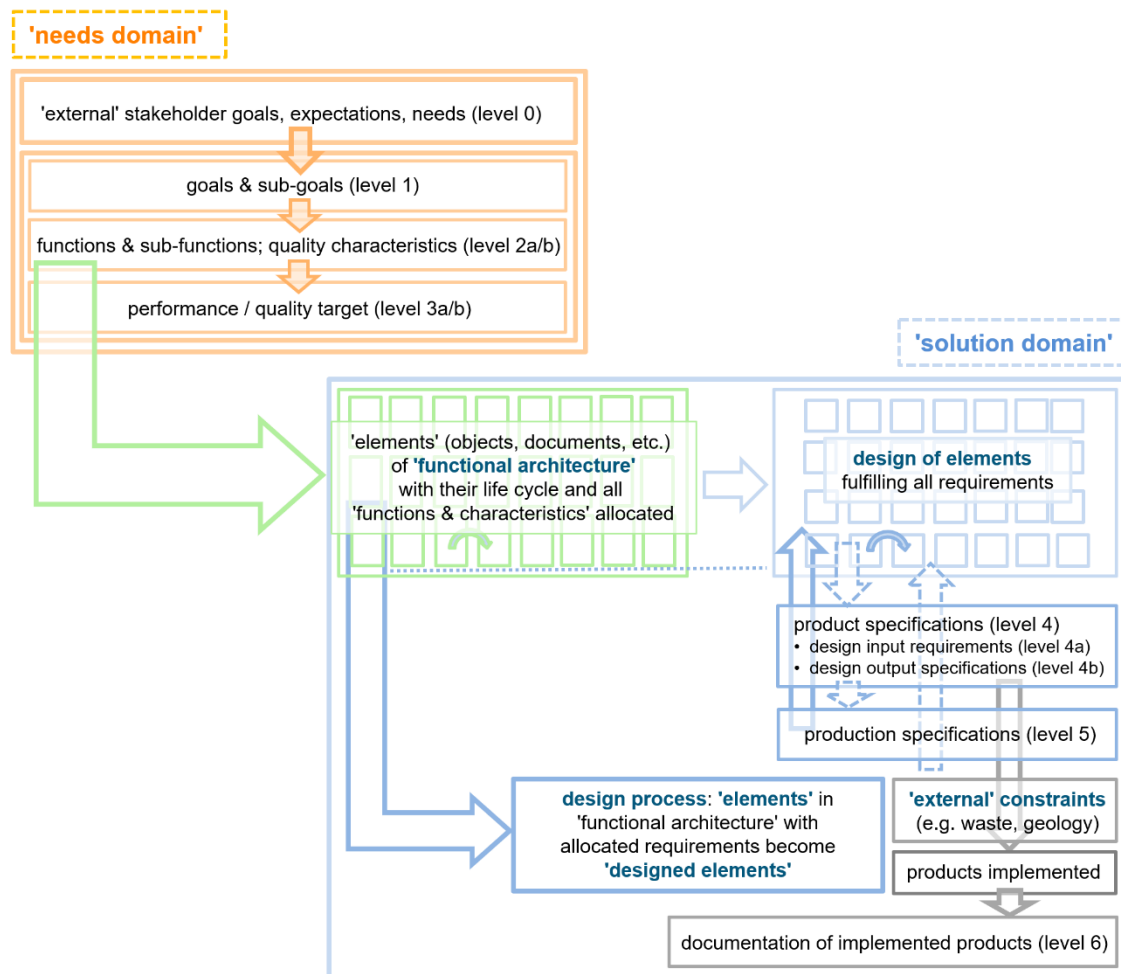 'needs domain'
'external' stakeholder goals, expectations, needs (level 0)
goals & sub-goals (level 1)
functions & sub-functions; quality characteristics (level 2a/b)
performance / quality target (level 3a/b)
'solution domain'
'elements' (objects, documents, etc.)
of 'functional architecture'
with their life cycle and all
'functions & characteristics' allocated
design of elements
fulfilling all requirements
product specifications (level 4)
• design input requirements (level 4a)
• design output specifications (level 4b)
production specifications (level 5)
design process: 'elements' in
'functional architecture' with
allocated requirements become
'designed elements'
'external' constraints
(e.g. waste, geology)
products implemented
documentation of implemented products (level 6)